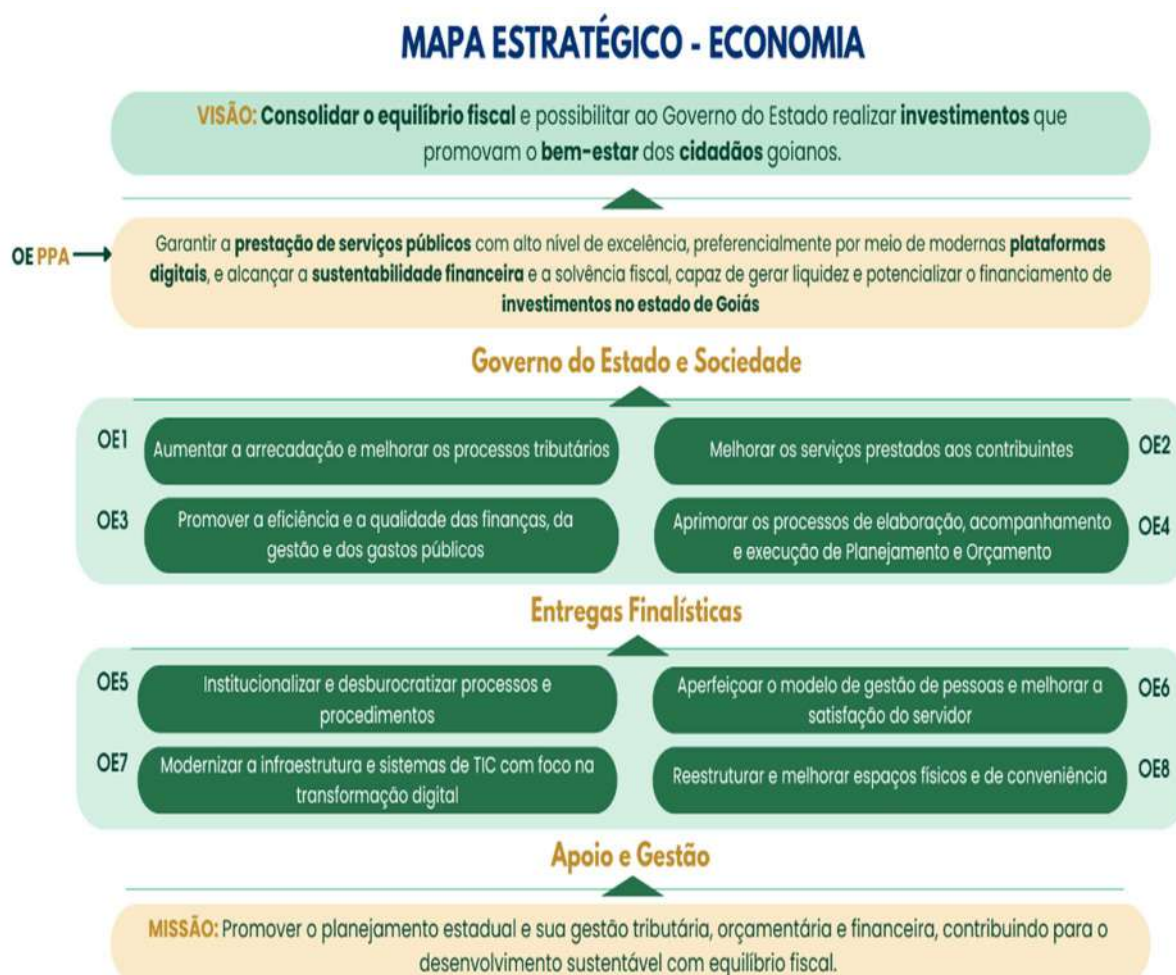 MAPA ESTRATÉGICO - ECONOMIA
VISÃO: Consolidar o equilíbrio fiscal e possibilitar ao Governo do Estado realizar investimentos que
promovam o bem-estar dos cidadãos goianos.
OE PPA
Garantir a prestação de serviços públicos com alto nível de excelência, preferencialmente por meio de modernas plataformas
digitais, e alcançar a sustentabilidade financeira e a solvência fiscal, capaz de gerar liquidez e potencializar o financiamento de
investimentos no estado de Goiás
Governo do Estado e Sociedade
OE1
Aumentar a arrecadação e melhorar os processos tributários
Melhorar os serviços prestados aos contribuintes
OE2
OE3
Promover a eficiência e a qualidade das finanças, da
gestão e dos gastos públicos
Aprimorar os processos de elaboração, acompanhamento
e execução de Planejamento e Orçamento
OE4
Entregas Finalísticas
OE5
Institucionalizar e desburocratizar processos e
procedimentos
Aperfeiçoar o modelo de gestão de pessoas e melhorar a
satisfação do servidor
OE6
OE7
Modernizar a infraestrutura e sistemas de TIC com foco na
transformação digital
Reestruturar e melhorar espaços físicos e de conveniência
OE8
Apoio e Gestão
MISSÃO: Promover o planejamento estadual e sua gestão tributária, orçamentária e financeira, contribuindo para o
desenvolvimento sustentável com equilíbrio fiscal.